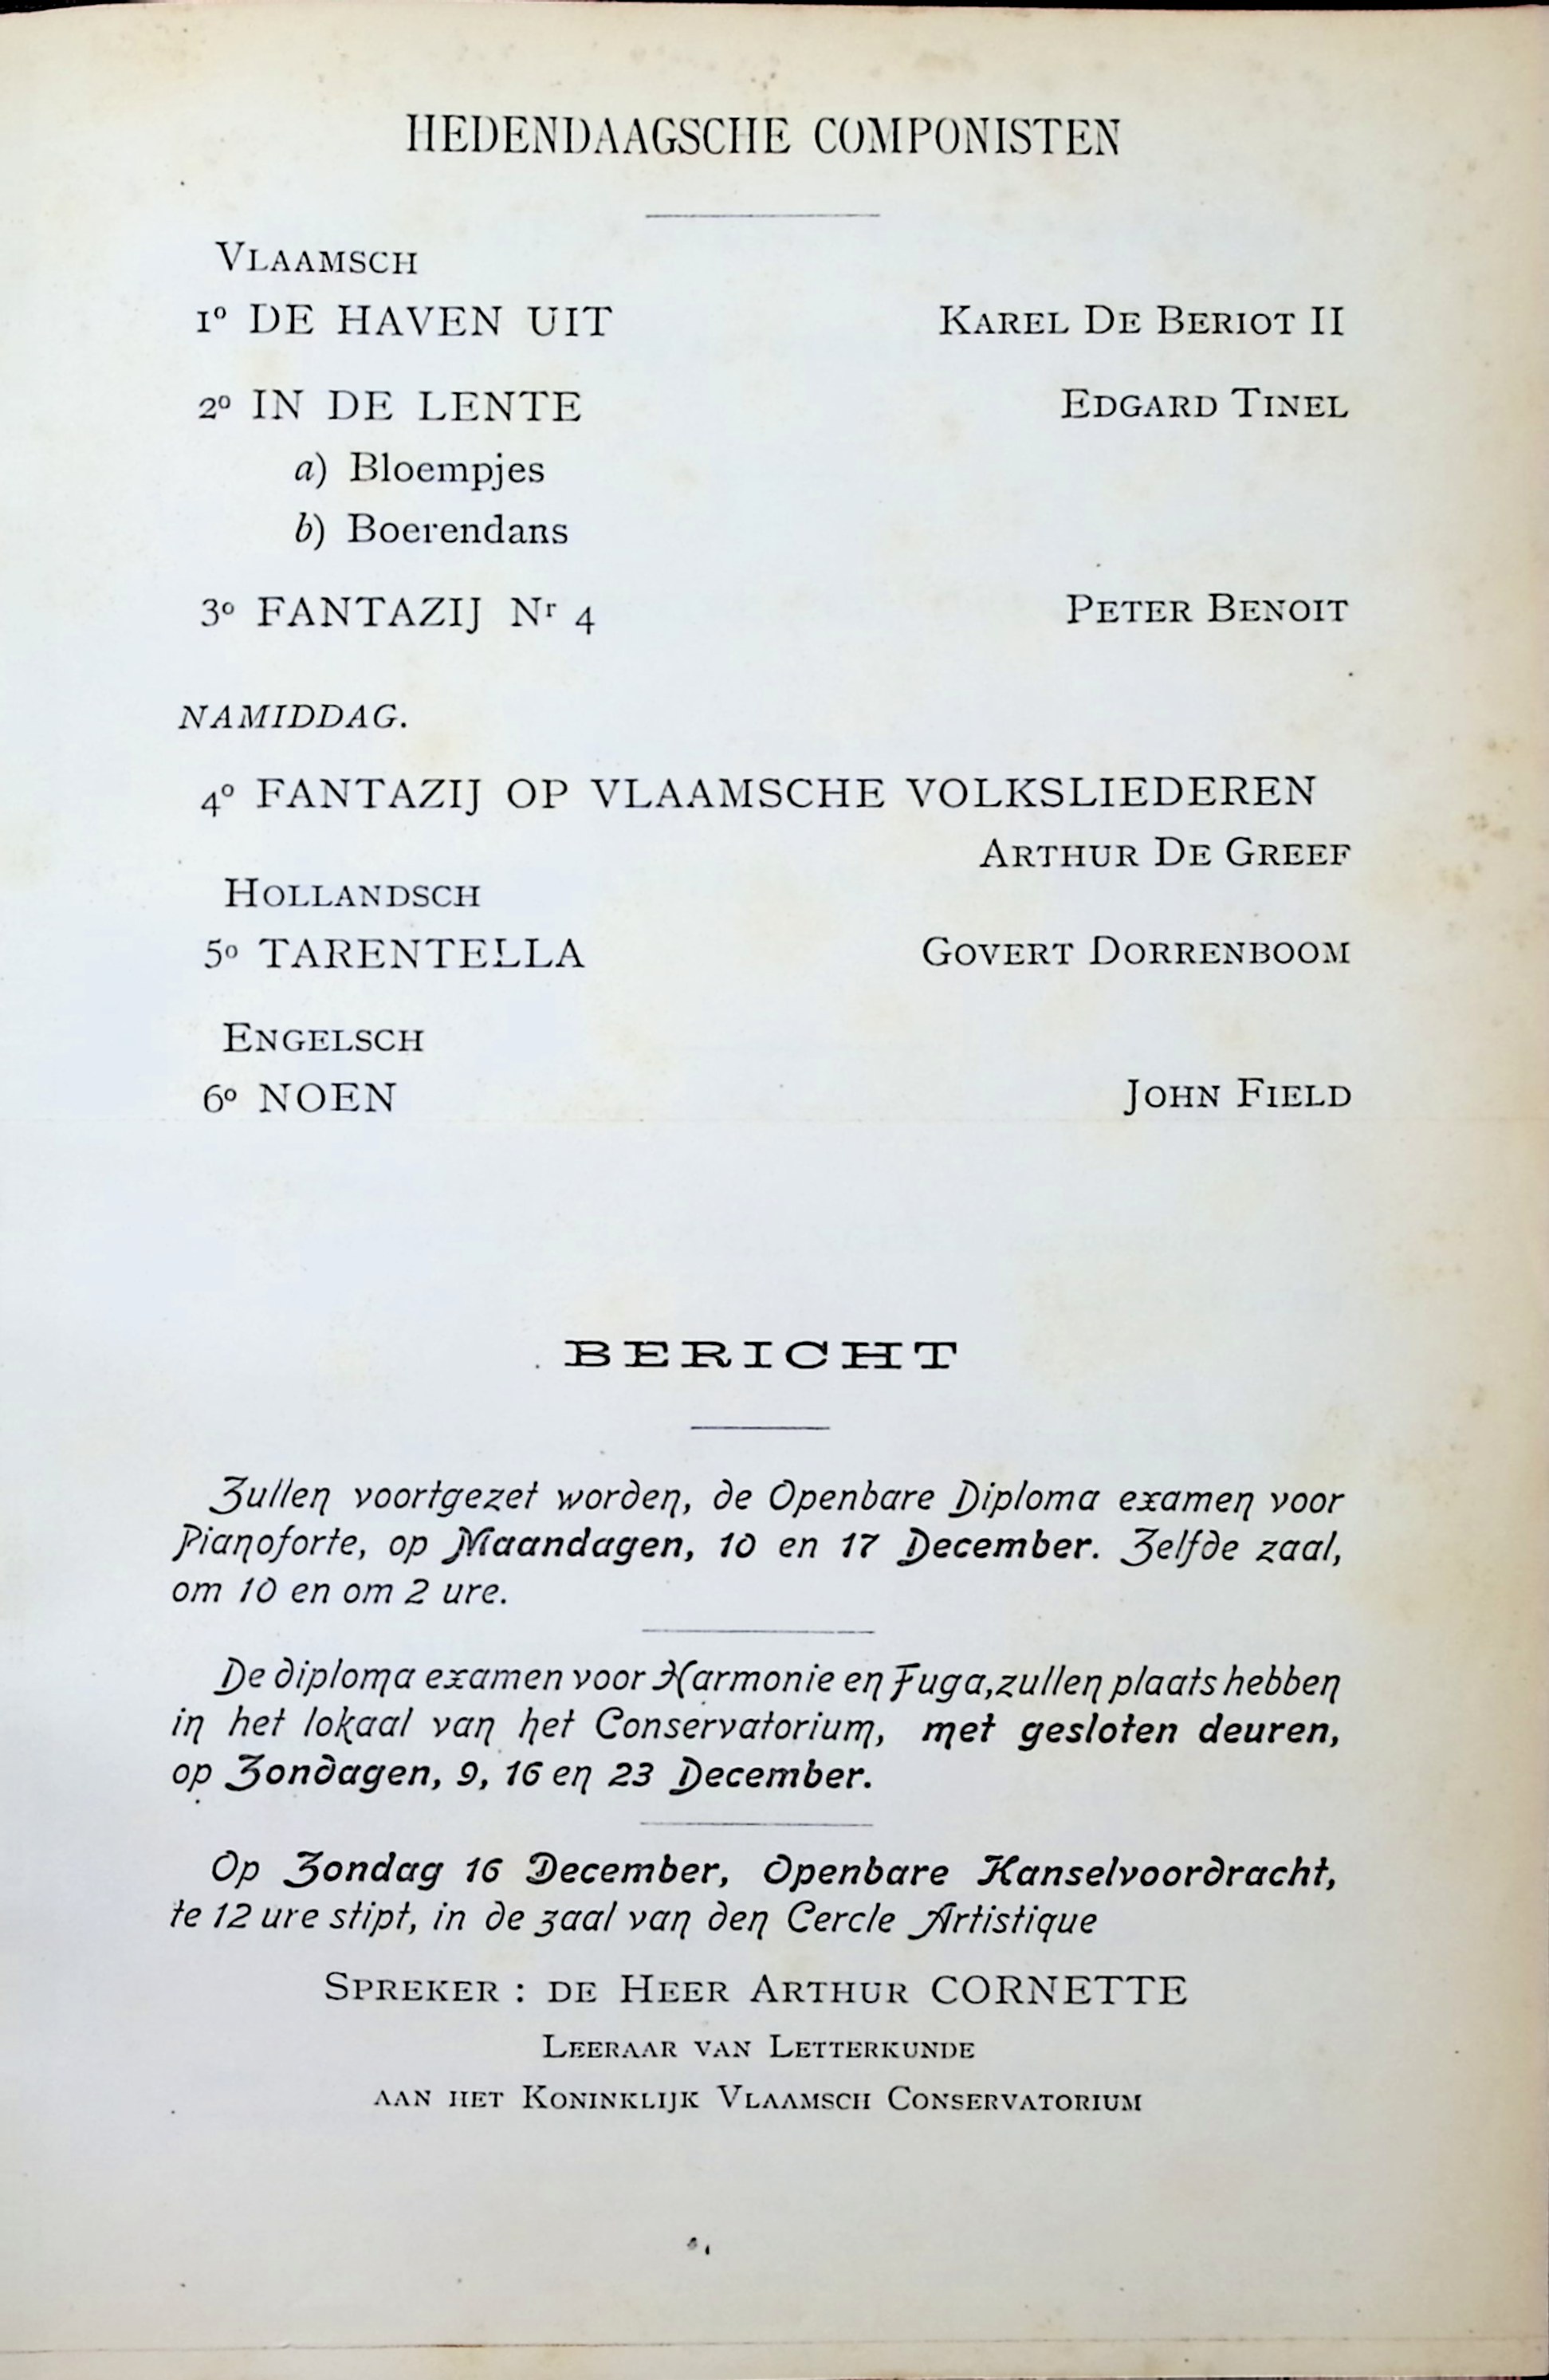 HEDENDAAGSCHE COMPONISTEN
VLAAMSCH
1º DE HAVEN UIT KAREL DE BERIOT II
2º IN DE LENTE EDGARD TINEL
a) Bloempjes
b) Boerendans
3º FANTAZIJ Nr 4 PETER BENOIT
NAMIDDAG.
4º FANTAZIJ OP VLAAMSCHE VOLKSLIEDEREN
ARTHUR DE GREEF
HOLLANDSCH
5º TARENTELLA GOVERT DORRENBOOM
ENGELSCH
6º NOEN JOHN FIELD
BERICHT
Zullen voortgezet worden, de Openbare Diploma examen voor
Pianoforte, op Maandagen, 10 en 17 December. Zelfde zaal,
om 10 en om 2 ure.
De diploma examen voor Harmonie en Fuga, zullen plaats hebben
in het lokaal van het Conservatorium, met gesloten deuren,
op Zondagen, 9, 16 en 23 December.
Op Zondag 16 December, Openbare Kanselvoordracht,
te 12 ure stipt, in de zaal van den Cercle Artistique
SPREKER : DE HEER ARTHUR CORNETTE
LEERAAR VAN LETTERKUNDE
AAN HET KONINKLIJK VLAAMSCH CONSERVATORIUM